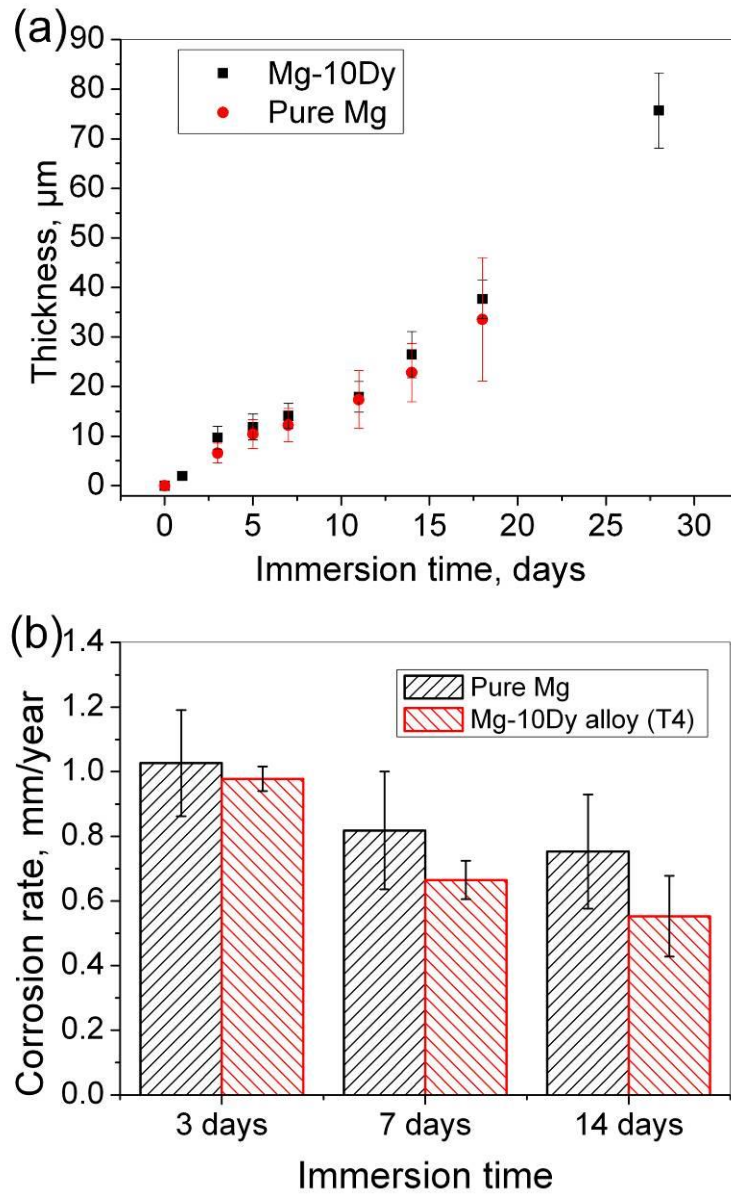 (a)
90
80
70
60
50
40
30
20
10
0
Thickness, µm
Mg-10Dy
Pure Mg
0 5 10 15 20 25 30
Immersion time, days
(b)
1.4
1.2
1.0
0.8
0.6
0.4
0.2
0.0
Corrosion rate, mm/year
Pure Mg
Mg-10Dy alloy (T4)
3 days 7 days 14 days
Immersion time